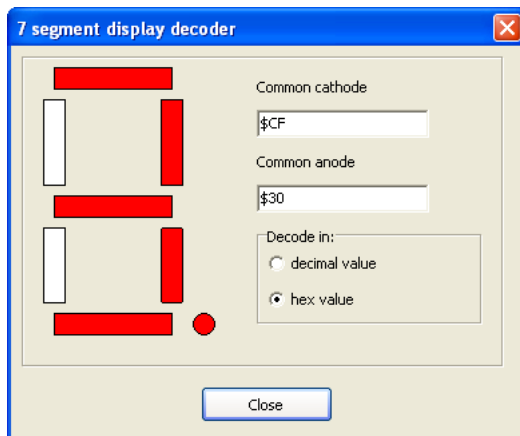 7 segment display decoder
Common cathode
$CF
Common anode
$30
Decode in:
decimal value
hex value
Close